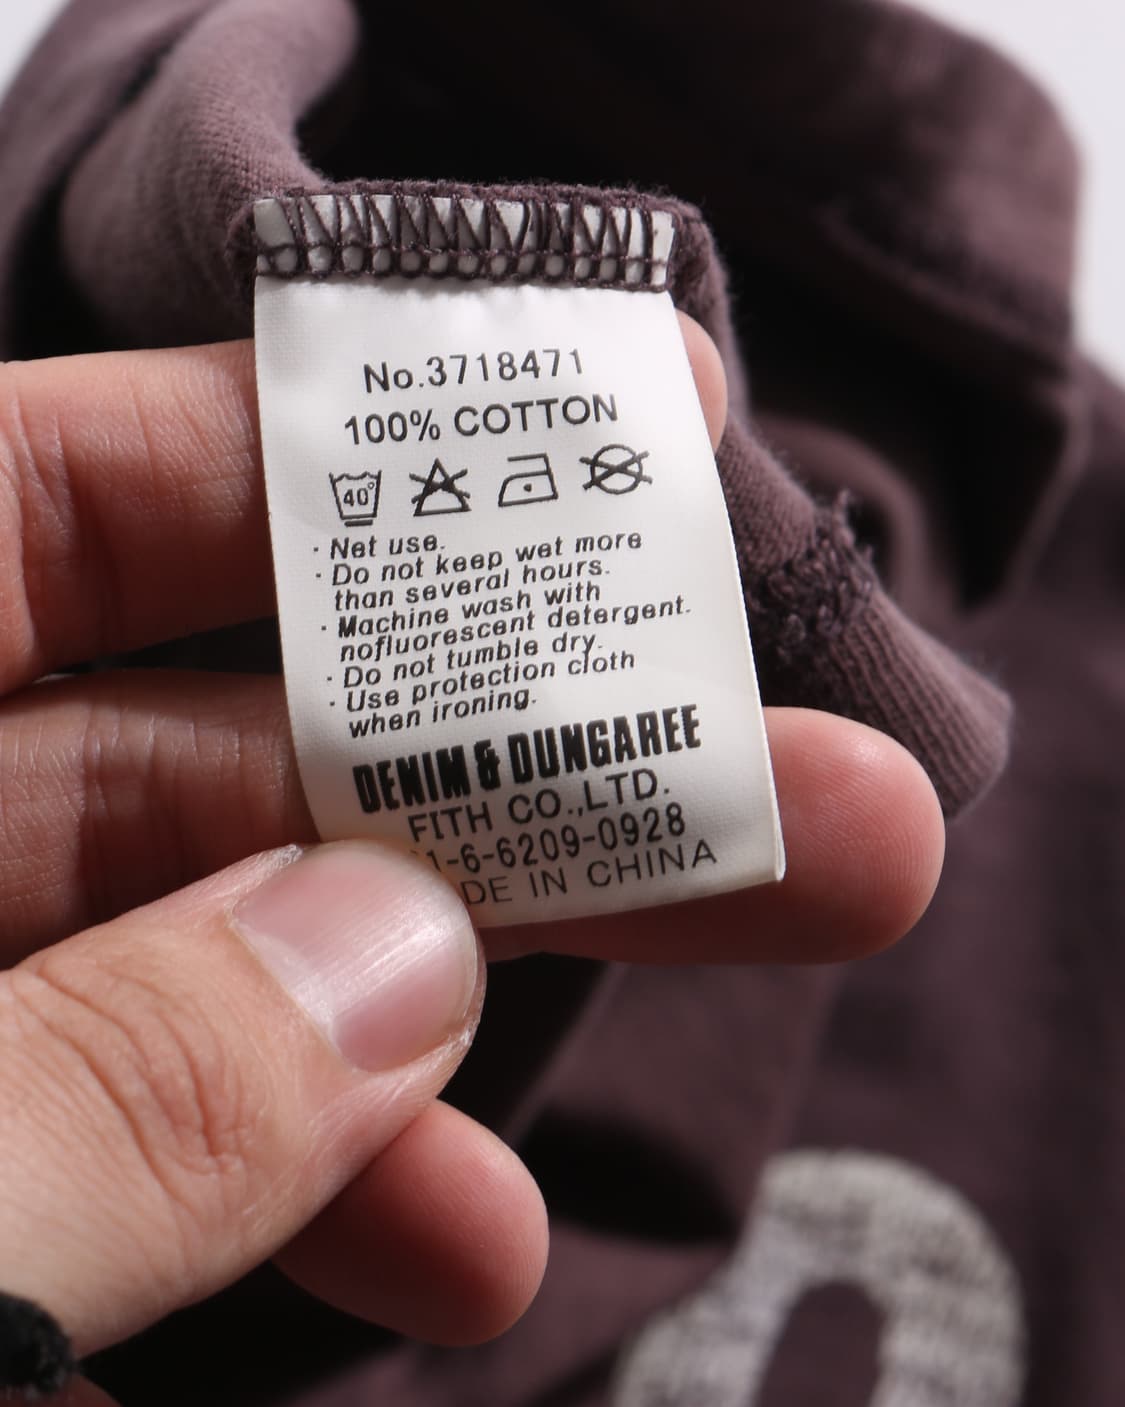 No.3718471
100% COTTON
40°
· Net use.
· Do not keep wet more
than several hours.
· Machine wash with
nofluorescent detergent.
· Do not tumble dry.
· Use protection cloth
when ironing.
DENIM & DUNGAREE
FITH CO.,LTD.
1-6-6209-0928
DE IN CHINA